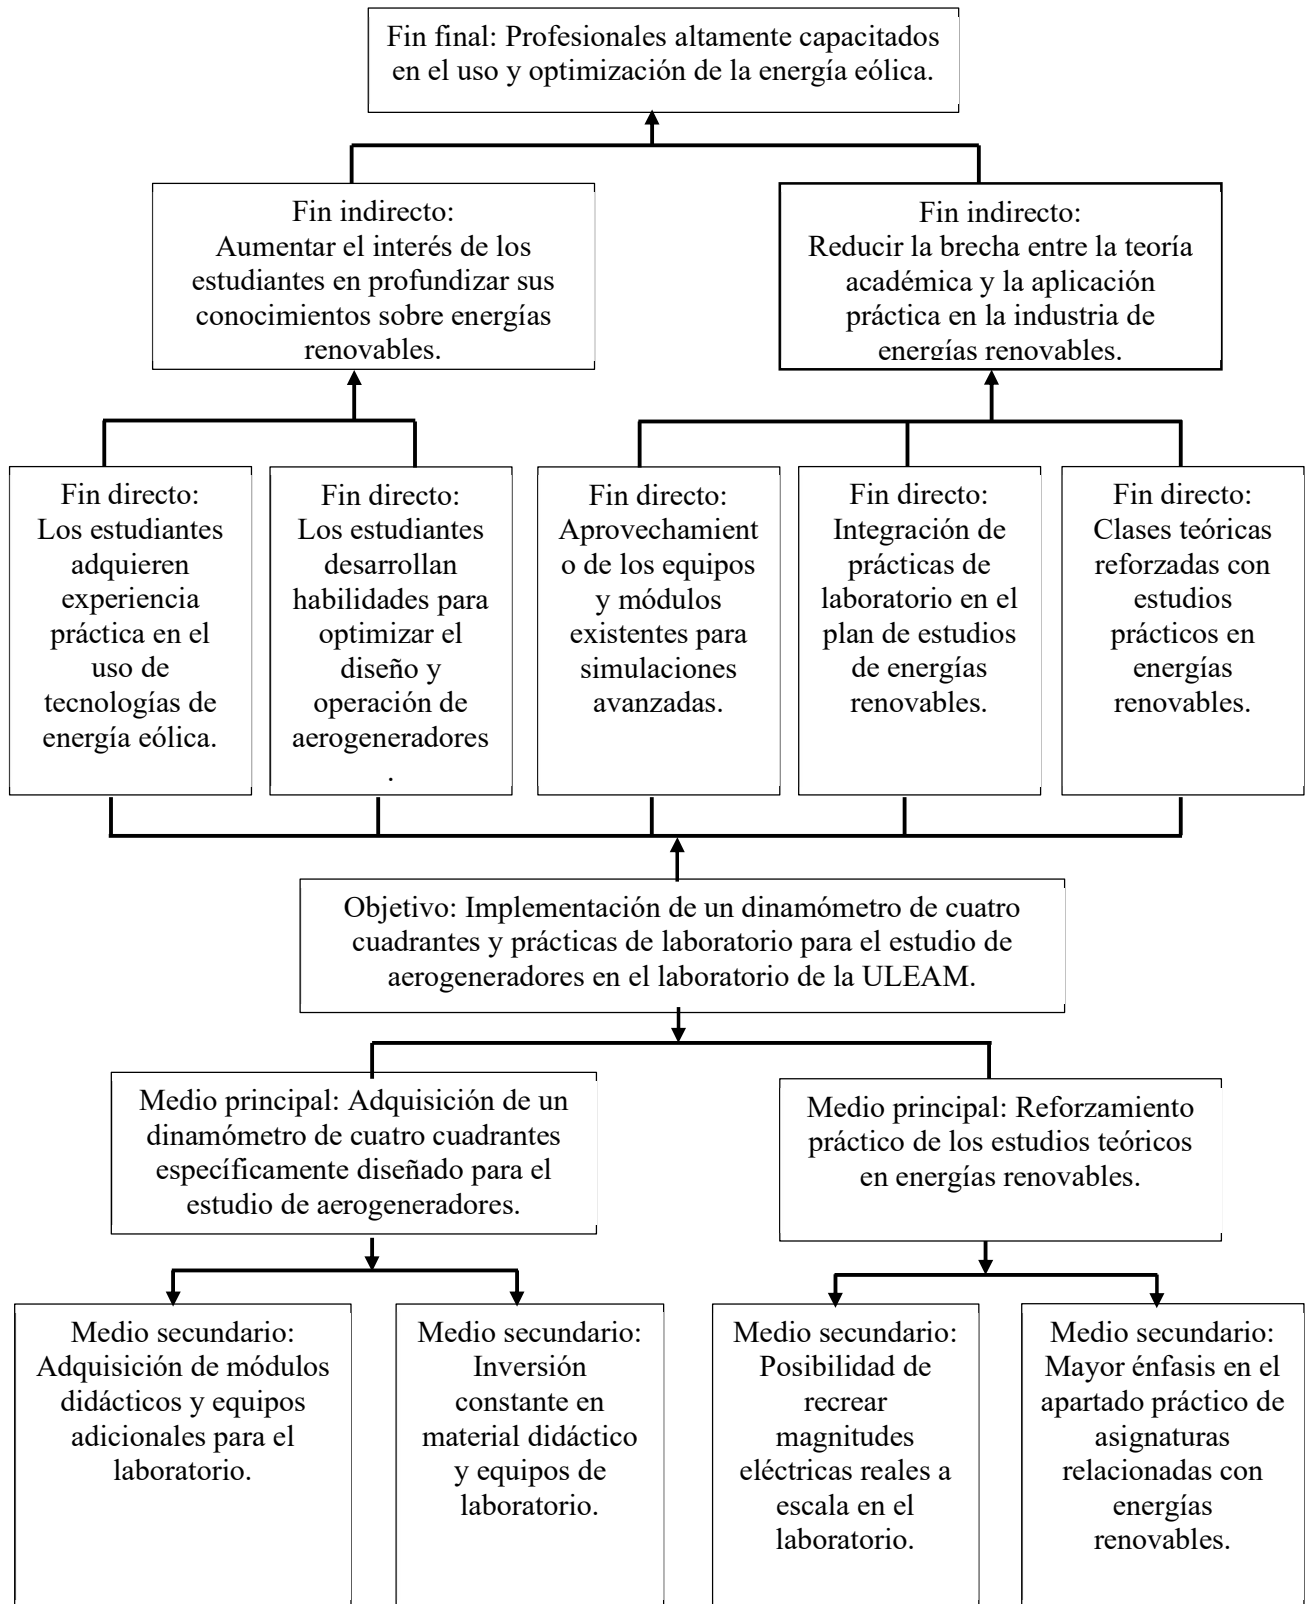 Fin final: Profesionales altamente capacitados
en el uso y optimización de la energía eólica.
Fin indirecto:
Aumentar el interés de los
estudiantes en profundizar sus
conocimientos sobre energías
renovables.
Fin indirecto:
Reducir la brecha entre la teoría
académica y la aplicación
práctica en la industria de
energías renovables.
Fin directo:
Los estudiantes
adquieren
experiencia
práctica en el
uso de
tecnologías de
energía eólica.
Fin directo:
Los estudiantes
desarrollan
habilidades para
optimizar el
diseño y
operación de
aerogeneradores
.
Fin directo:
Aprovechamient
o de los equipos
y módulos
existentes para
simulaciones
avanzadas.
Fin directo:
Integración de
prácticas de
laboratorio en el
plan de estudios
de energías
renovables.
Fin directo:
Clases teóricas
reforzadas con
estudios
prácticos en
energías
renovables.
Objetivo: Implementación de un dinamómetro de cuatro
cuadrantes y prácticas de laboratorio para el estudio de
aerogeneradores en el laboratorio de la ULEAM.
Medio principal: Adquisición de un
dinamómetro de cuatro cuadrantes
específicamente diseñado para el
estudio de aerogeneradores.
Medio principal: Reforzamiento
práctico de los estudios teóricos
en energías renovables.
Medio secundario:
Adquisición de módulos
didácticos y equipos
adicionales para el
laboratorio.
Medio secundario:
Inversión
constante en
material didáctico
y equipos de
laboratorio.
Medio secundario:
Posibilidad de
recrear
magnitudes
eléctricas reales a
escala en el
laboratorio.
Medio secundario:
Mayor énfasis en el
apartado práctico de
asignaturas
relacionadas con
energías
renovables.